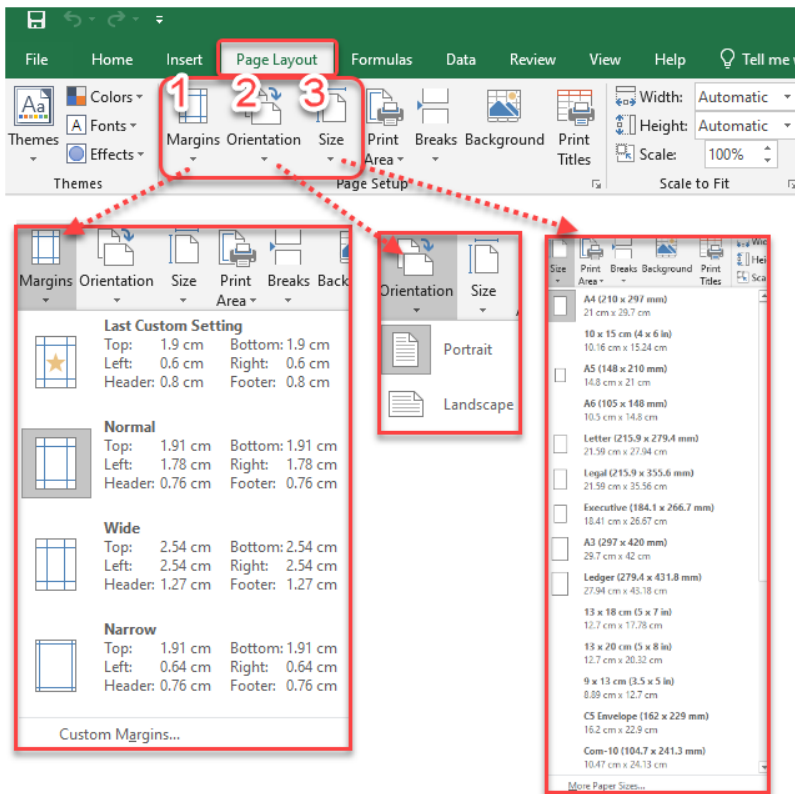 File Home Insert Page Layout Formulas Data Review View Help Tell me
1 2 3
Aa Colors Width: Automatic
A Fonts Height: Automatic
Themes Effects Margins Orientation Size Print Area Breaks Background Print Titles Scale: 100%
Themes Page Setup Scale to Fit
Margins Orientation Size Print Breaks Back
Area
Last Custom Setting
Top: 1.9 cm Bottom: 1.9 cm
Left: 0.6 cm Right: 0.6 cm
Header: 0.8 cm Footer: 0.8 cm
Normal
Top: 1.91 cm Bottom: 1.91 cm
Left: 1.78 cm Right: 1.78 cm
Header: 0.76 cm Footer: 0.76 cm
Wide
Top: 2.54 cm Bottom: 2.54 cm
Left: 2.54 cm Right: 2.54 cm
Header: 1.27 cm Footer: 1.27 cm
Narrow
Top: 1.91 cm Bottom: 1.91 cm
Left: 0.64 cm Right: 0.64 cm
Header: 0.76 cm Footer: 0.76 cm
Custom Margins...
Orientation Size
Portrait
Landscape
Size Print Breaks Background Print
Area Titles
A4 (210 x 297 mm)
21 cm x 29.7 cm
10 x 15 cm (4 x 6 in)
10.16 cm x 15.24 cm
A5 (148 x 210 mm)
14.8 cm x 21 cm
A6 (105 x 148 mm)
10.5 cm x 14.8 cm
Letter (215.9 x 279.4 mm)
21.59 cm x 27.94 cm
Legal (215.9 x 355.6 mm)
21.59 cm x 35.56 cm
Executive (184.1 x 266.7 mm)
18.41 cm x 26.67 cm
A3 (297 x 420 mm)
29.7 cm x 42 cm
Ledger (279.4 x 431.8 mm)
27.94 cm x 43.18 cm
13 x 18 cm (5 x 7 in)
12.7 cm x 17.78 cm
13 x 20 cm (5 x 8 in)
12.7 cm x 20.32 cm
9 x 13 cm (3.5 x 5 in)
8.89 cm x 12.7 cm
C5 Envelope (162 x 229 mm)
16.2 cm x 22.9 cm
Com-10 (104.7 x 241.3 mm)
10.47 cm x 24.13 cm
More Paper Sizes...